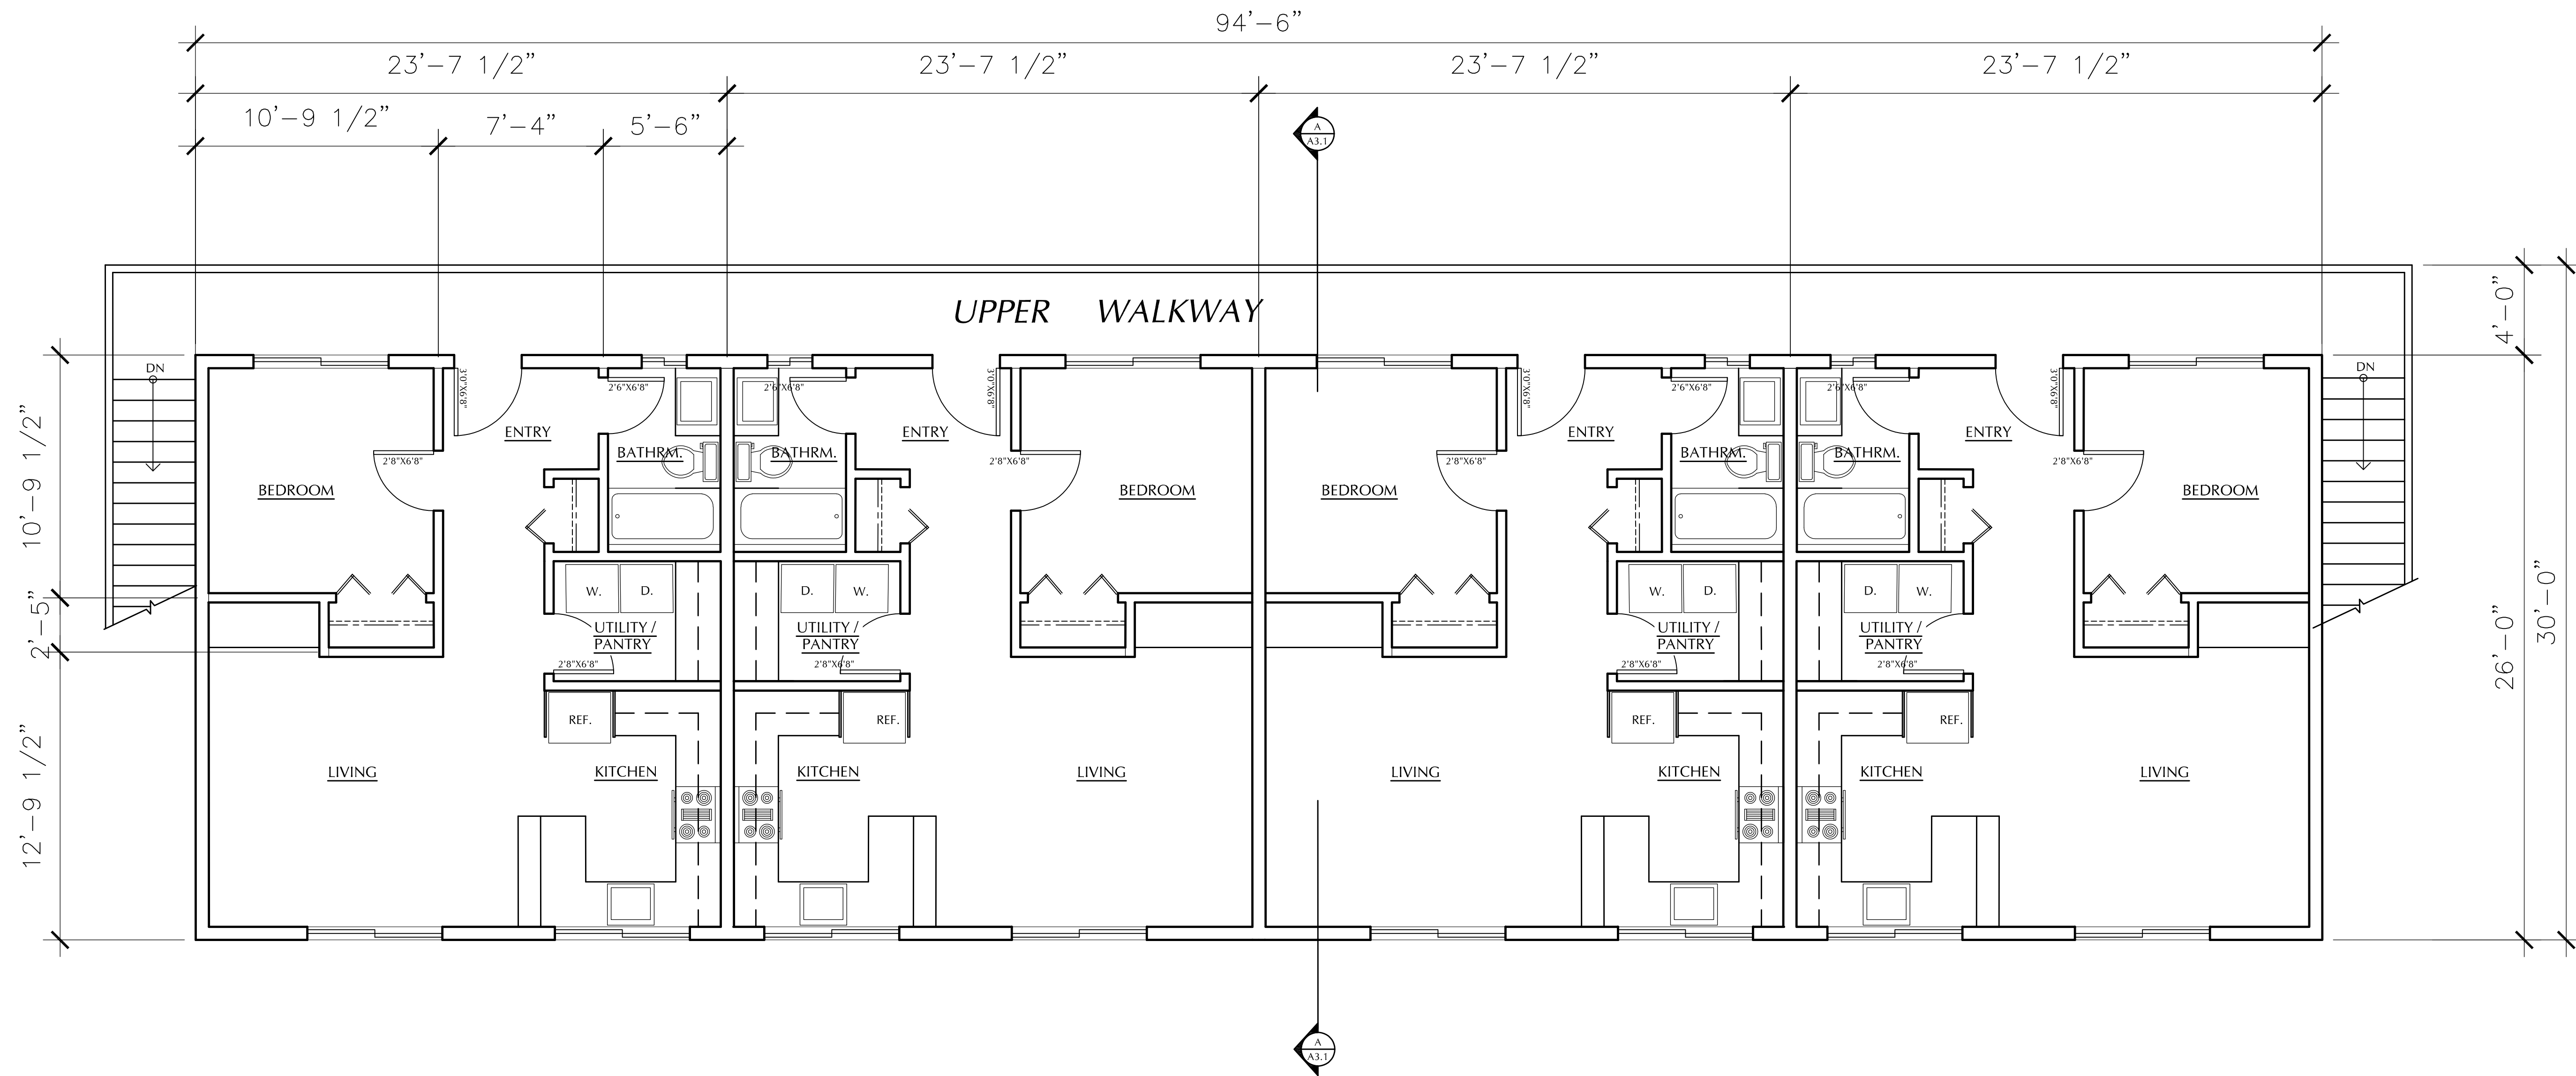 94'-6"
23'-7 1/2" 23'-7 1/2" 23'-7 1/2" 23'-7 1/2"
10'-9 1/2" 7'-4" 5'-6"
A
A3.1
UPPER WALKWAY
4'-0"
DN DN
3'0"X6'8" 3'0"X6'8" 3'0"X6'8" 3'0"X6'8"
2'6"X6'8" 2'6"X6'8" 2'6"X6'8" 2'6"X6'8"
ENTRY ENTRY ENTRY ENTRY
BATHRM. BATHRM. BATHRM. BATHRM.
2'8"X6'8" 2'8"X6'8" 2'8"X6'8" 2'8"X6'8"
10'-9 1/2"
BEDROOM BEDROOM BEDROOM BEDROOM
W. D. D. W. W. D. D. W.
2'-5"
30'-0"
UTILITY / UTILITY / UTILITY / UTILITY /
PANTRY PANTRY PANTRY PANTRY
26'-0"
2'8"X6'8" 2'8"X6'8" 2'8"X6'8" 2'8"X6'8"
REF. REF. REF. REF.
LIVING KITCHEN KITCHEN LIVING LIVING KITCHEN KITCHEN LIVING
12'-9 1/2"
A
A3.1